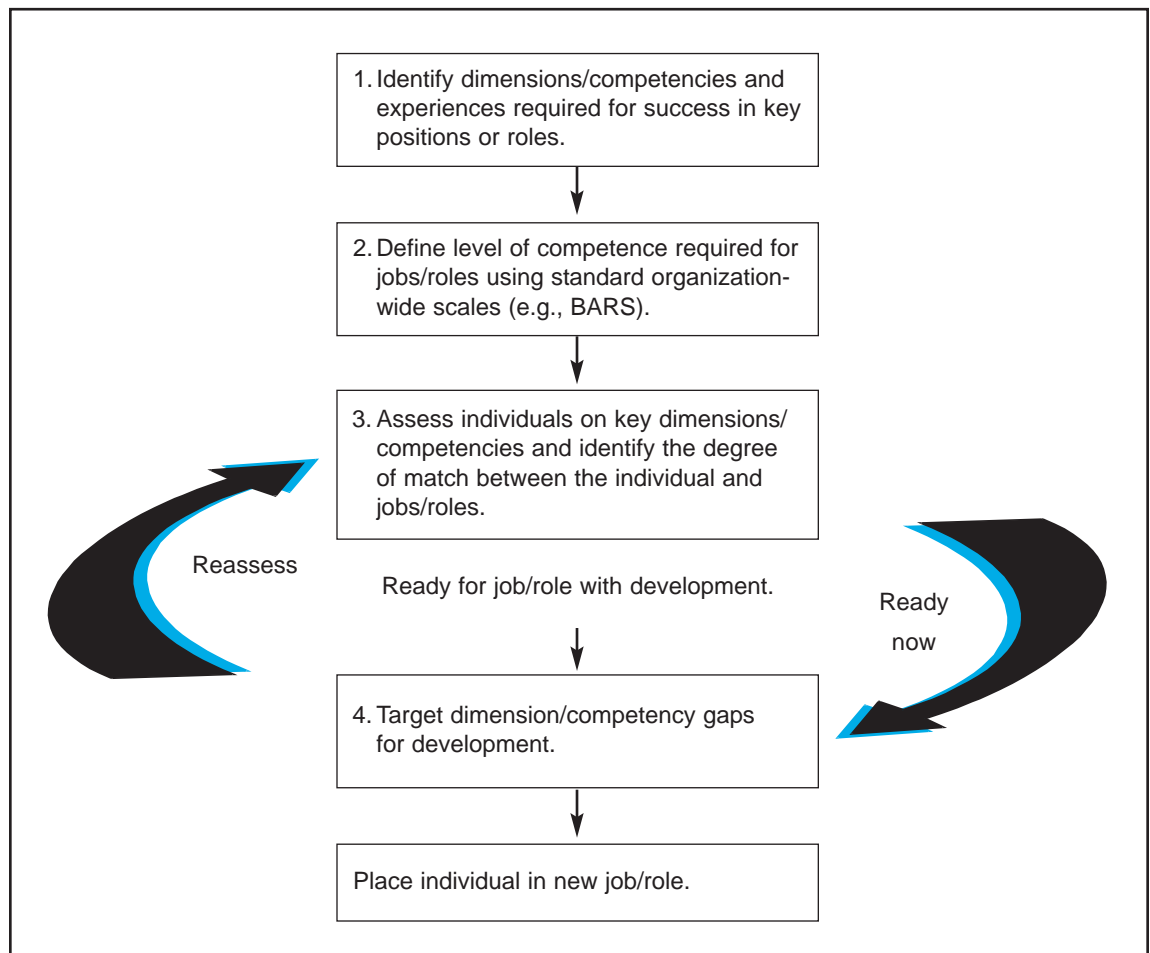 1. Identify dimensions/competencies and
experiences required for success in key
positions or roles.
2. Define level of competence required for
jobs/roles using standard organization-
wide scales (e.g., BARS).
3. Assess individuals on key dimensions/
competencies and identify the degree
of match between the individual and
jobs/roles.
Reassess
Ready for job/role with development.
Ready
now
4. Target dimension/competency gaps
for development.
Place individual in new job/role.